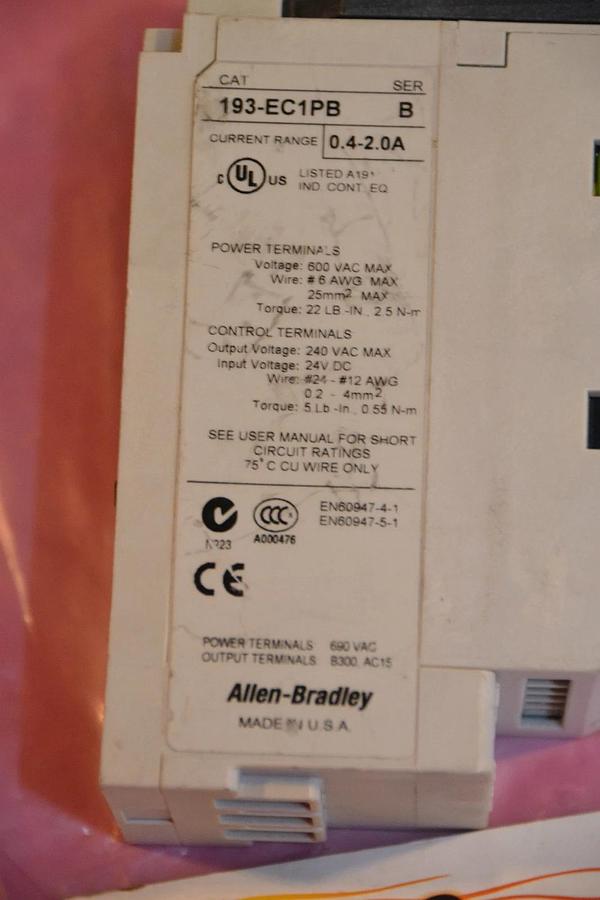 CAT SER
193-EC1PB B
CURRENT RANGE 0.4-2.0A
c UL US LISTED
IND. CONT. EQ.
POWER TERMINALS
Voltage: 600 VAC MAX
Wire: #6 AWG MAX
25mm² MAX
Torque: 22 LB.-IN., 2.5 N-m
CONTROL TERMINALS
Output Voltage: 240 VAC MAX
Input Voltage: 24V DC
Wire: #24 - #12 AWG
0.2 - 4mm²
Torque: 5 Lb.-In., 0.55 N-m
SEE USER MANUAL FOR SHORT
CIRCUIT RATINGS
75°C CU WIRE ONLY
CCC EN60947-4-1
EN60947-5-1
A000476
CE
POWER TERMINALS 690 VAC
OUTPUT TERMINALS B300, AC15
Allen-Bradley
MADE IN U.S.A.